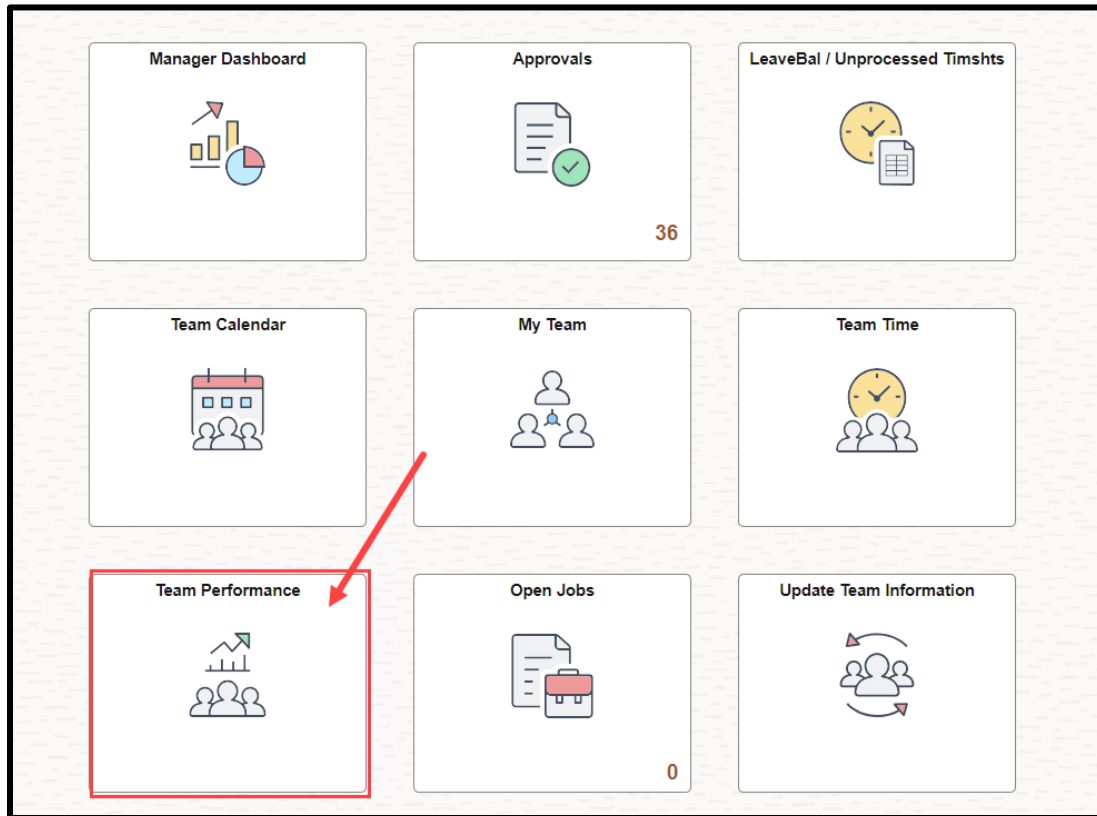 Manager Dashboard
Approvals
LeaveBal / Unprocessed Timshts
36
Team Calendar
My Team
Team Time
Team Performance
Open Jobs
Update Team Information
0